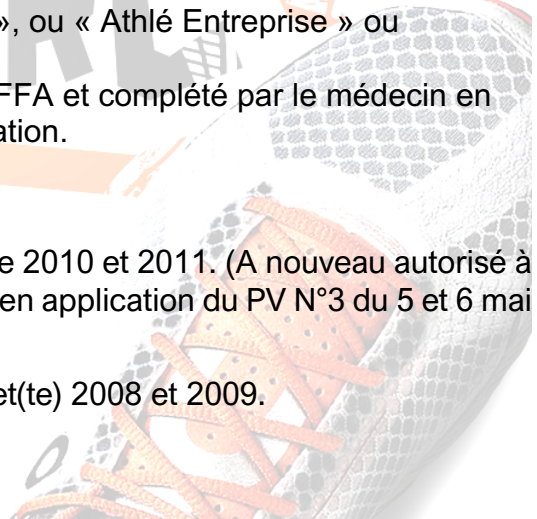 », ou « Athlé Entreprise » ou
FFA et complété par le médecin en
ation.
e 2010 et 2011. (A nouveau autorisé à
en application du PV N°3 du 5 et 6 mai
et(te) 2008 et 2009.